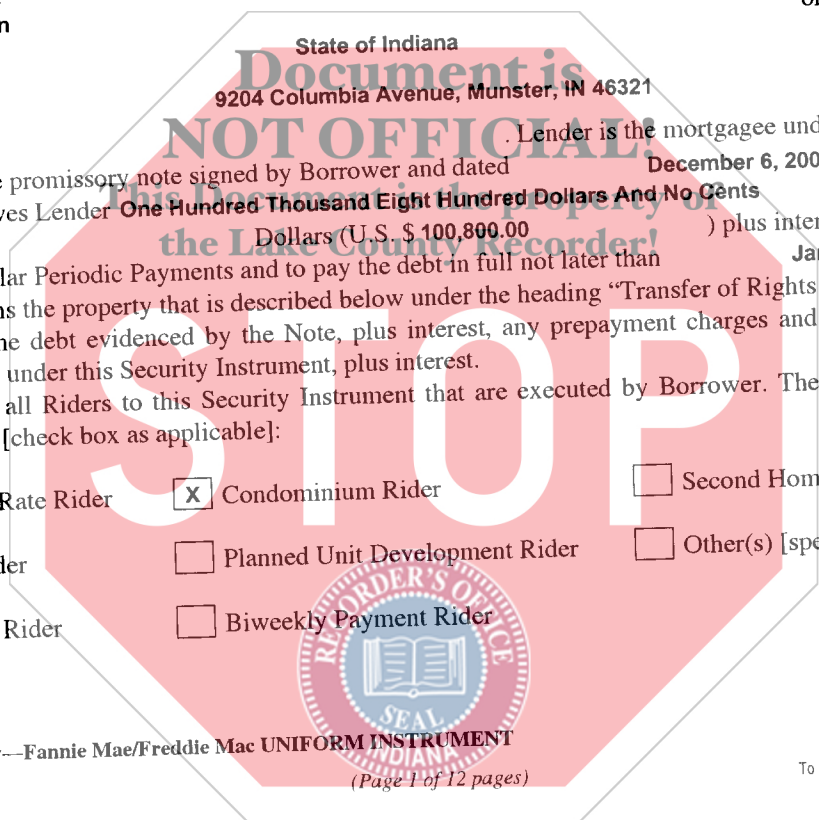 n
State of Indiana
Document is
9204 Columbia Avenue, Munster, IN 46321
NOT OFFICIAL!
. Lender is the mortgagee und
e promissory note signed by Borrower and dated December 6, 200
This Document is the property of
ves Lender One Hundred Thousand Eight Hundred Dollars And No Cents
Dollars (U.S. $ 100,800.00 ) plus inter
the Lake County Recorder!
lar Periodic Payments and to pay the debt in full not later than Jan
ns the property that is described below under the heading “Transfer of Rights
he debt evidenced by the Note, plus interest, any prepayment charges and
under this Security Instrument, plus interest.
all Riders to this Security Instrument that are executed by Borrower. The
[check box as applicable]:
STOP
Rate Rider X Condominium Rider Second Hom
der Planned Unit Development Rider Other(s) [spe
Rider Biweekly Payment Rider
RECORDER'S OFFICE
SEAL
INDIANA
—Fannie Mae/Freddie Mac UNIFORM INSTRUMENT
(Page 1 of 12 pages)
To